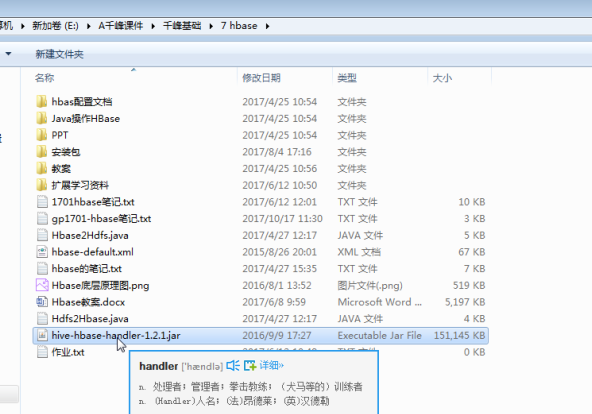 算机 ▸ 新加卷 (E:) ▸ A千峰课件 ▸ 千峰基础 ▸ 7 hbase ▸
新建文件夹
名称 修改日期 类型 大小
hbas配置文档 2017/4/25 10:54 文件夹
Java操作HBase 2017/4/25 10:54 文件夹
PPT 2017/4/25 10:54 文件夹
安装包 2017/8/4 17:16 文件夹
教案 2017/4/25 10:56 文件夹
扩展学习资料 2017/6/12 10:50 文件夹
1701hbase笔记.txt 2017/6/12 12:01 TXT 文件 10 KB
gp1701-hbase笔记.txt 2017/10/17 11:30 TXT 文件 3 KB
Hbase2Hdfs.java 2017/4/27 12:17 JAVA 文件 5 KB
hbase-default.xml 2015/8/26 20:01 XML 文档 67 KB
hbase的笔记.txt 2017/4/27 15:35 TXT 文件 7 KB
Hbase底层原理图.png 2016/8/1 13:52 图片文件(.png) 519 KB
Hbase教案.docx 2017/6/8 9:59 Microsoft Word ... 5,197 KB
Hdfs2Hbase.java 2017/4/27 12:17 JAVA 文件 4 KB
hive-hbase-handler-1.2.1.jar 2016/9/9 17:27 Executable Jar File 151,145 KB
作业.txt 0 KB
handler ['hændlə] 详细»
n. 处理者；管理者；拳击教练；（犬马等的）训练者
n. (Handler)人名；(法)昂德莱；(英)汉德勒